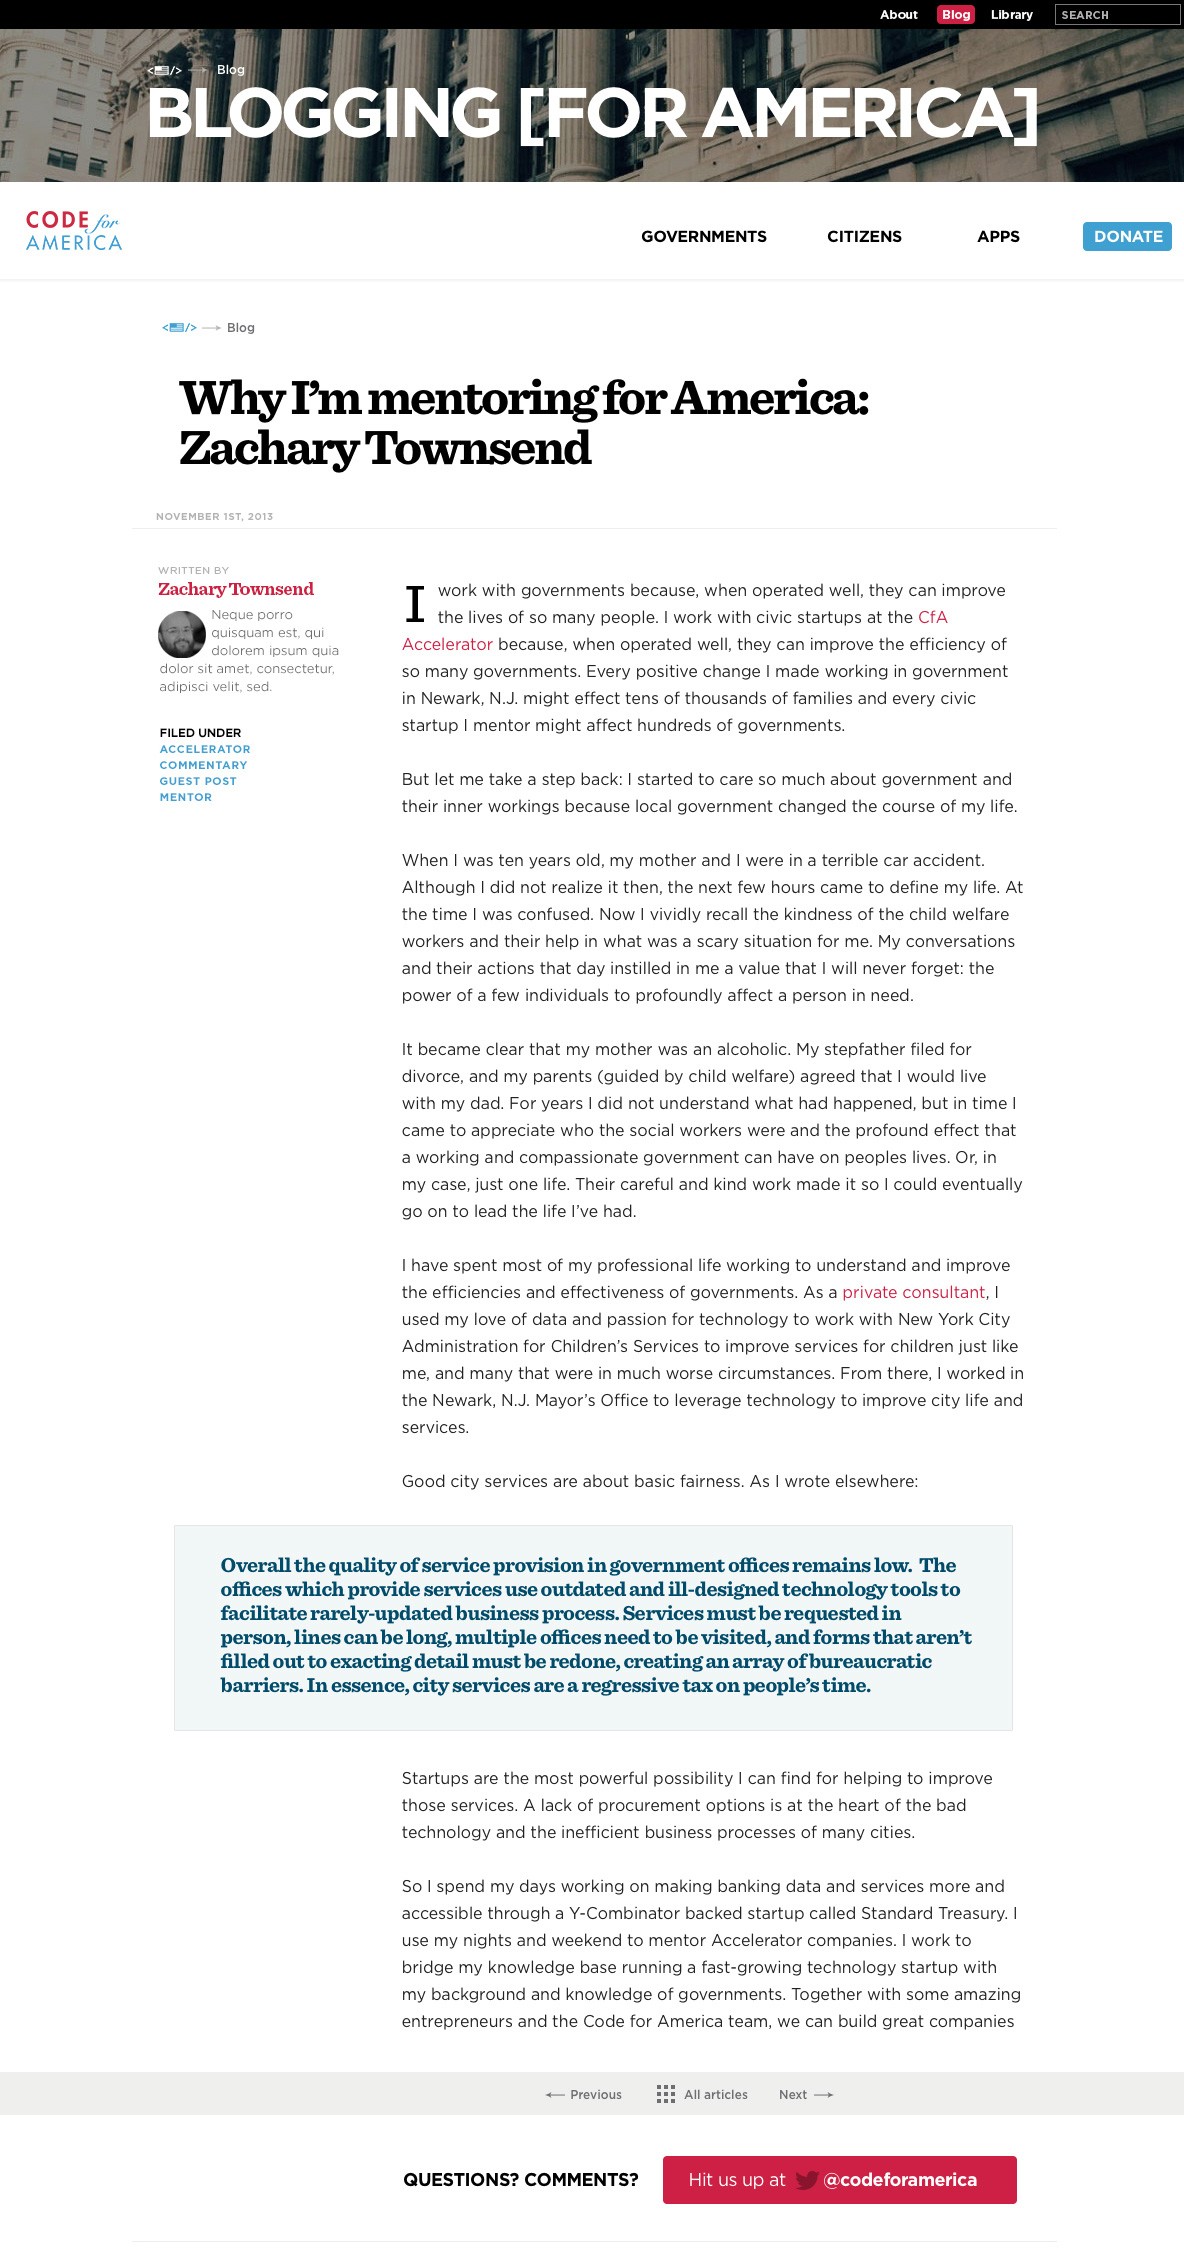 About Blog Library SEARCH
Blog
BLOGGING [FOR AMERICA]
CODE for
AMERICA
GOVERNMENTS CITIZENS APPS DONATE
Blog
Why I’m mentoring for America:
Zachary Townsend
NOVEMBER 1ST, 2013
WRITTEN BY
Zachary Townsend
Neque porro
quisquam est, qui
dolorem ipsum quia
dolor sit amet, consectetur,
adipisci velit, sed.
FILED UNDER
ACCELERATOR
COMMENTARY
GUEST POST
MENTOR
I work with governments because, when operated well, they can improve
the lives of so many people. I work with civic startups at the CfA
Accelerator because, when operated well, they can improve the efficiency of
so many governments. Every positive change I made working in government
in Newark, N.J. might effect tens of thousands of families and every civic
startup I mentor might affect hundreds of governments.
But let me take a step back: I started to care so much about government and
their inner workings because local government changed the course of my life.
When I was ten years old, my mother and I were in a terrible car accident.
Although I did not realize it then, the next few hours came to define my life. At
the time I was confused. Now I vividly recall the kindness of the child welfare
workers and their help in what was a scary situation for me. My conversations
and their actions that day instilled in me a value that I will never forget: the
power of a few individuals to profoundly affect a person in need.
It became clear that my mother was an alcoholic. My stepfather filed for
divorce, and my parents (guided by child welfare) agreed that I would live
with my dad. For years I did not understand what had happened, but in time I
came to appreciate who the social workers were and the profound effect that
a working and compassionate government can have on peoples lives. Or, in
my case, just one life. Their careful and kind work made it so I could eventually
go on to lead the life I’ve had.
I have spent most of my professional life working to understand and improve
the efficiencies and effectiveness of governments. As a private consultant, I
used my love of data and passion for technology to work with New York City
Administration for Children’s Services to improve services for children just like
me, and many that were in much worse circumstances. From there, I worked in
the Newark, N.J. Mayor’s Office to leverage technology to improve city life and
services.
Good city services are about basic fairness. As I wrote elsewhere:
Overall the quality of service provision in government offices remains low. The
offices which provide services use outdated and ill-designed technology tools to
facilitate rarely-updated business process. Services must be requested in
person, lines can be long, multiple offices need to be visited, and forms that aren’t
filled out to exacting detail must be redone, creating an array of bureaucratic
barriers. In essence, city services are a regressive tax on people’s time.
Startups are the most powerful possibility I can find for helping to improve
those services. A lack of procurement options is at the heart of the bad
technology and the inefficient business processes of many cities.
So I spend my days working on making banking data and services more and
accessible through a Y-Combinator backed startup called Standard Treasury. I
use my nights and weekend to mentor Accelerator companies. I work to
bridge my knowledge base running a fast-growing technology startup with
my background and knowledge of governments. Together with some amazing
entrepreneurs and the Code for America team, we can build great companies
Previous All articles Next
QUESTIONS? COMMENTS? Hit us up at @codeforamerica